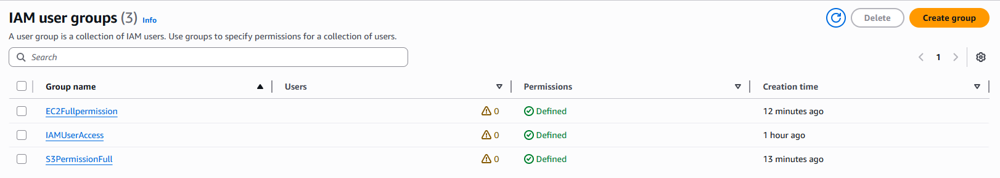 IAM user groups (3) Info
Delete
Create group
A user group is a collection of IAM users. Use groups to specify permissions for a collection of users.
Search
1
Group name Users Permissions Creation time
EC2Fullpermission 0 Defined 12 minutes ago
IAMUserAccess 0 Defined 1 hour ago
S3PermissionFull 0 Defined 13 minutes ago